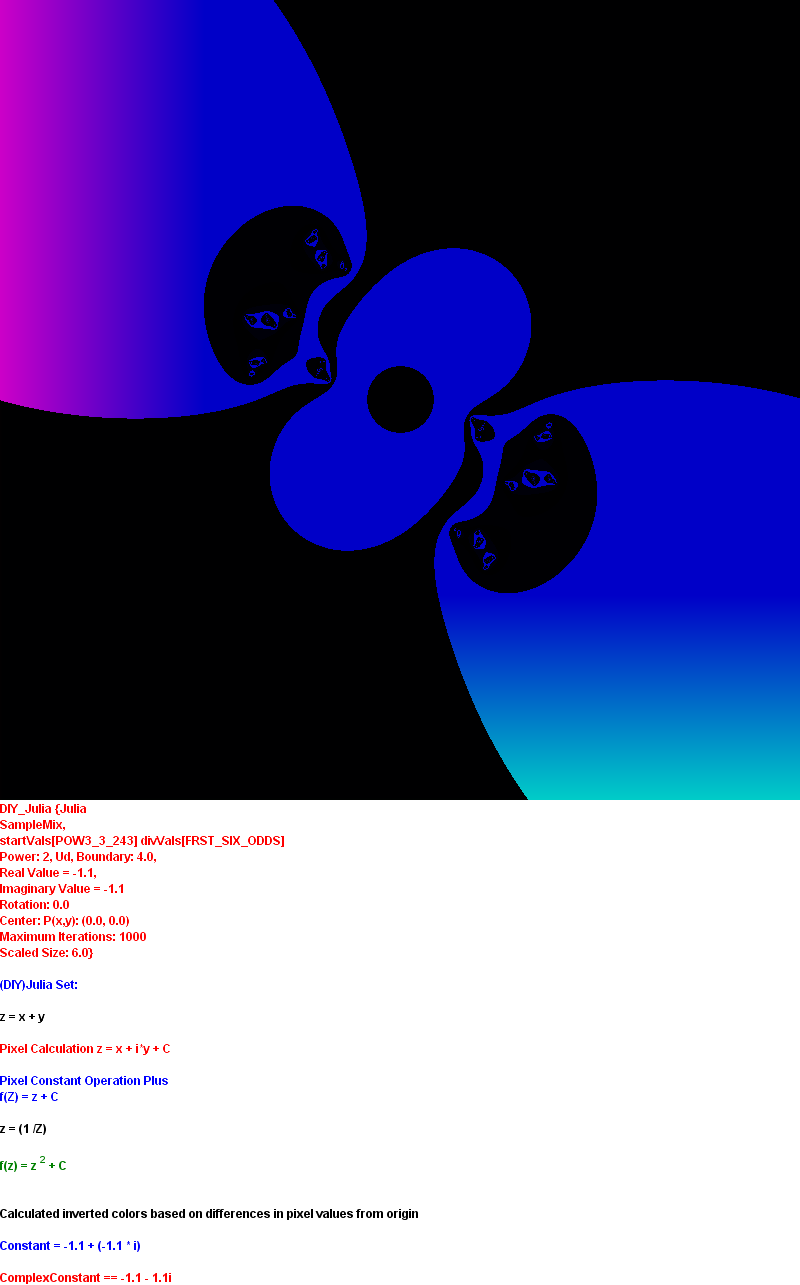 DIY_Julia {Julia
SampleMix,
startVals[POW3_3_243] divVals[FRST_SIX_ODDS]
Power: 2, Ud, Boundary: 4.0,
Real Value = -1.1,
Imaginary Value = -1.1
Rotation: 0.0
Center: P(x,y): (0.0, 0.0)
Maximum Iterations: 1000
Scaled Size: 6.0}
(DIY)Julia Set:
z = x + y
Pixel Calculation z = x + i*y + C
Pixel Constant Operation Plus
f(Z) = z + C
z = (1 /Z)
f(z) = z 2 + C
Calculated inverted colors based on differences in pixel values from origin
Constant = -1.1 + (-1.1 * i)
ComplexConstant == -1.1 - 1.1i